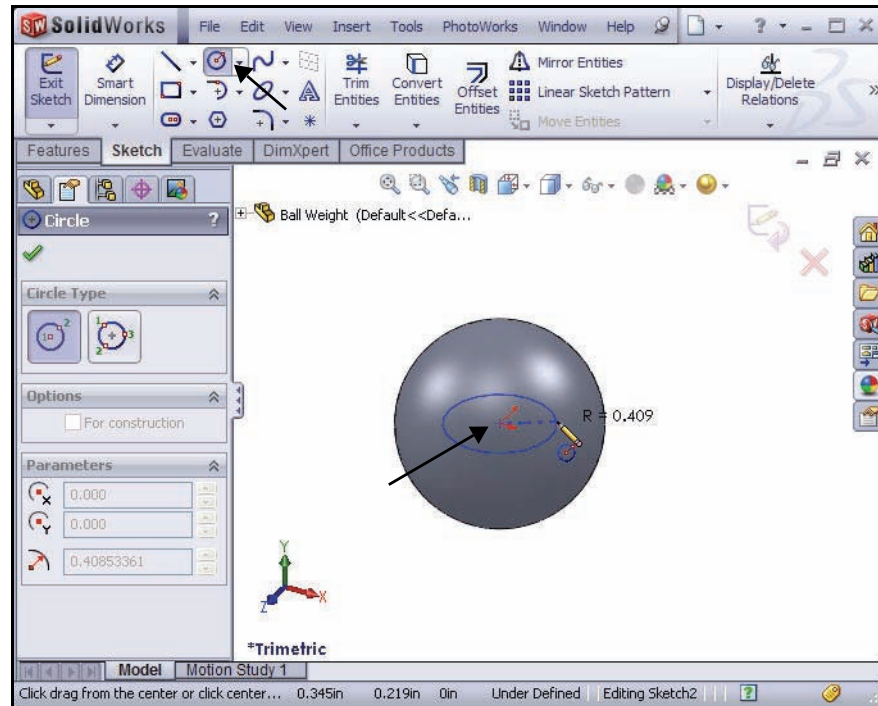 SolidWorks File Edit View Insert Tools PhotoWorks Window Help ?
Exit Sketch
Smart Dimension
Trim Entities
Convert Entities
Offset Entities
Mirror Entities
Linear Sketch Pattern
Move Entities
Display/Delete Relations
Features Sketch Evaluate DimXpert Office Products
Circle ?
Ball Weight (Default<<Defa...
Circle Type
Options
For construction
R = 0.409
Parameters
0.000
0.000
0.40853361
Y
X
Z
*Trimetric
Model Motion Study 1
Click drag from the center or click center... 0.345in 0.219in 0in Under Defined Editing Sketch2 ?